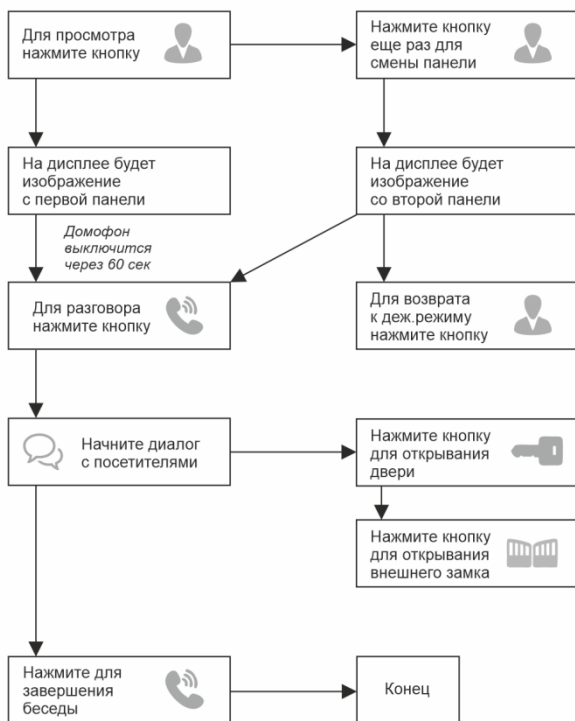 Для просмотра
нажмите кнопку
Нажмите кнопку
еще раз для
смены панели
На дисплее будет
изображение
с первой панели
На дисплее будет
изображение
со второй панели
Домофон
выключится
через 60 сек
Для разговора
нажмите кнопку
Для возврата
к деж.режиму
нажмите кнопку
Начните диалог
с посетителями
Нажмите кнопку
для открывания
двери
Нажмите кнопку
для открывания
внешнего замка
Нажмите для
завершения
беседы
Конец